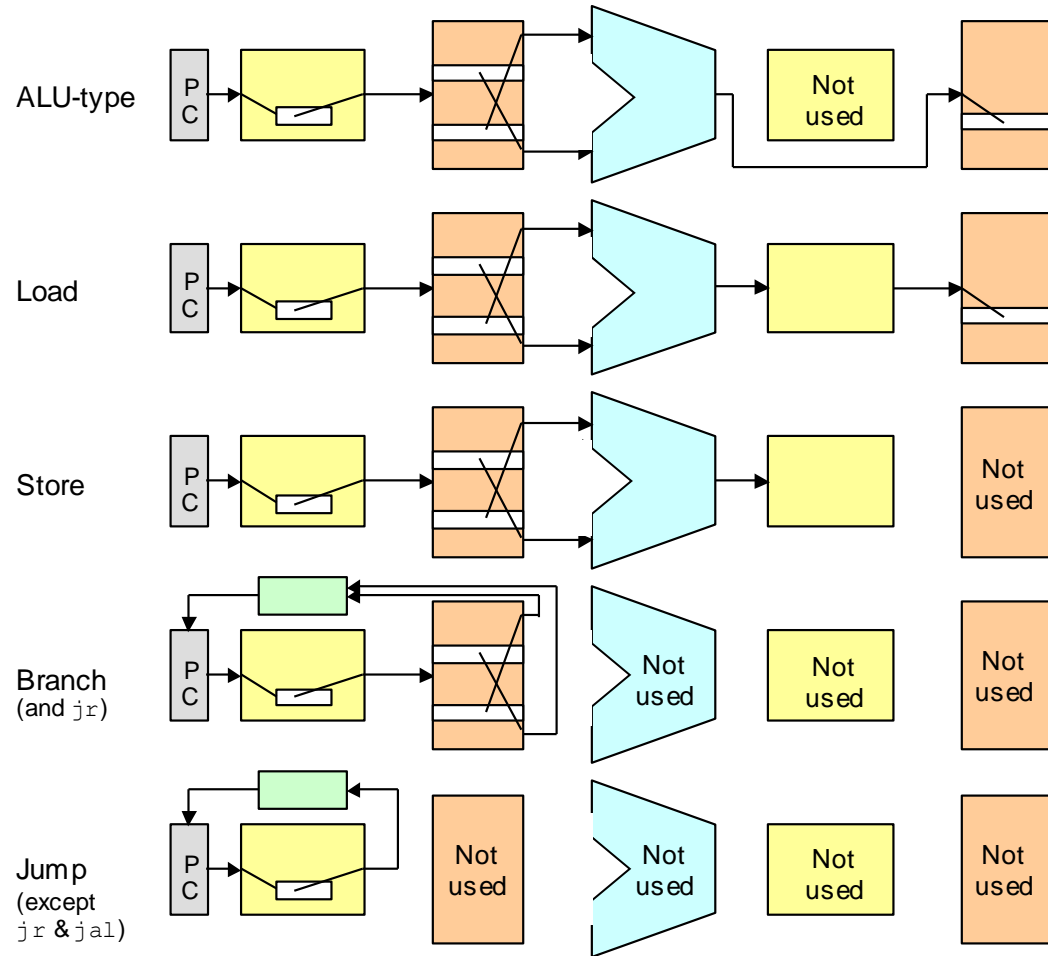 ALU-type
P
C
Not
used
Load
P
C
Store
P
C
Not
used
Branch
(and jr)
P
C
Not
used
Not
used
Not
used
Jump
(except
jr & jal)
P
C
Not
used
Not
used
Not
used
Not
used